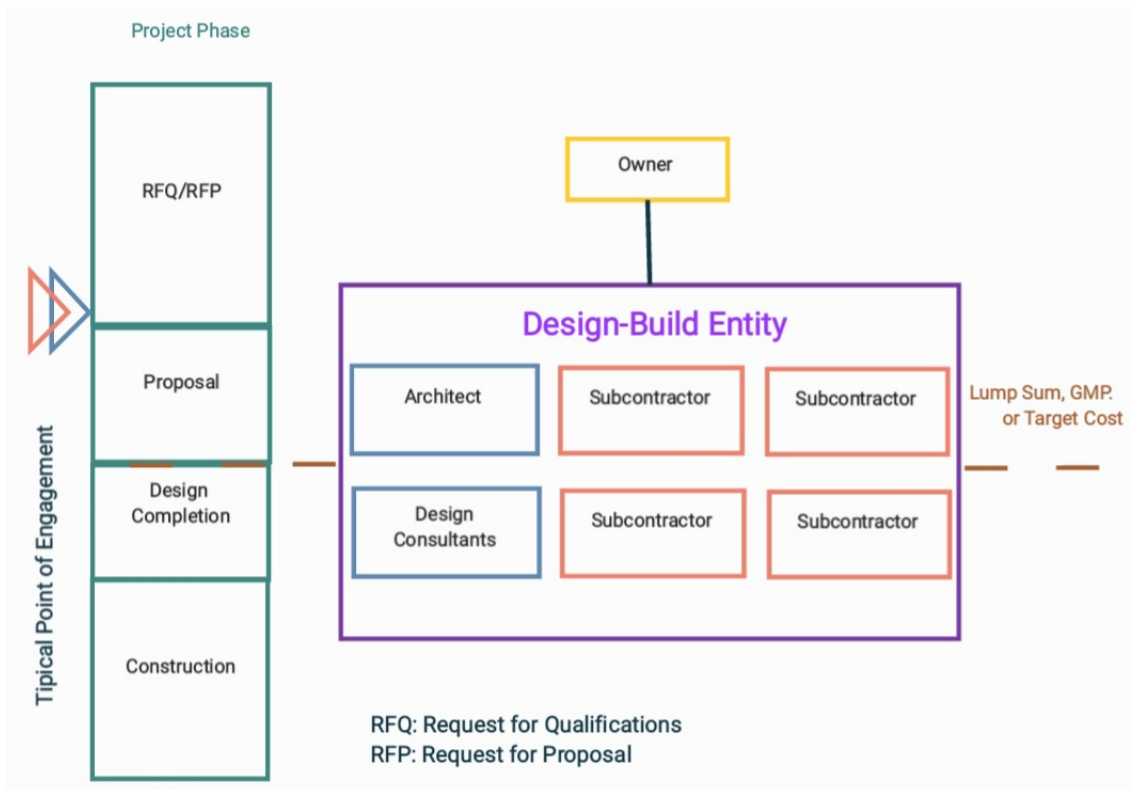 Project Phase
RFQ/RFP
Proposal
Design
Completion
Construction
Tipical Point of Engagement
Owner
Design-Build Entity
Architect
Subcontractor
Subcontractor
Design
Consultants
Subcontractor
Subcontractor
Lump Sum, GMP.
or Target Cost
RFQ: Request for Qualifications
RFP: Request for Proposal